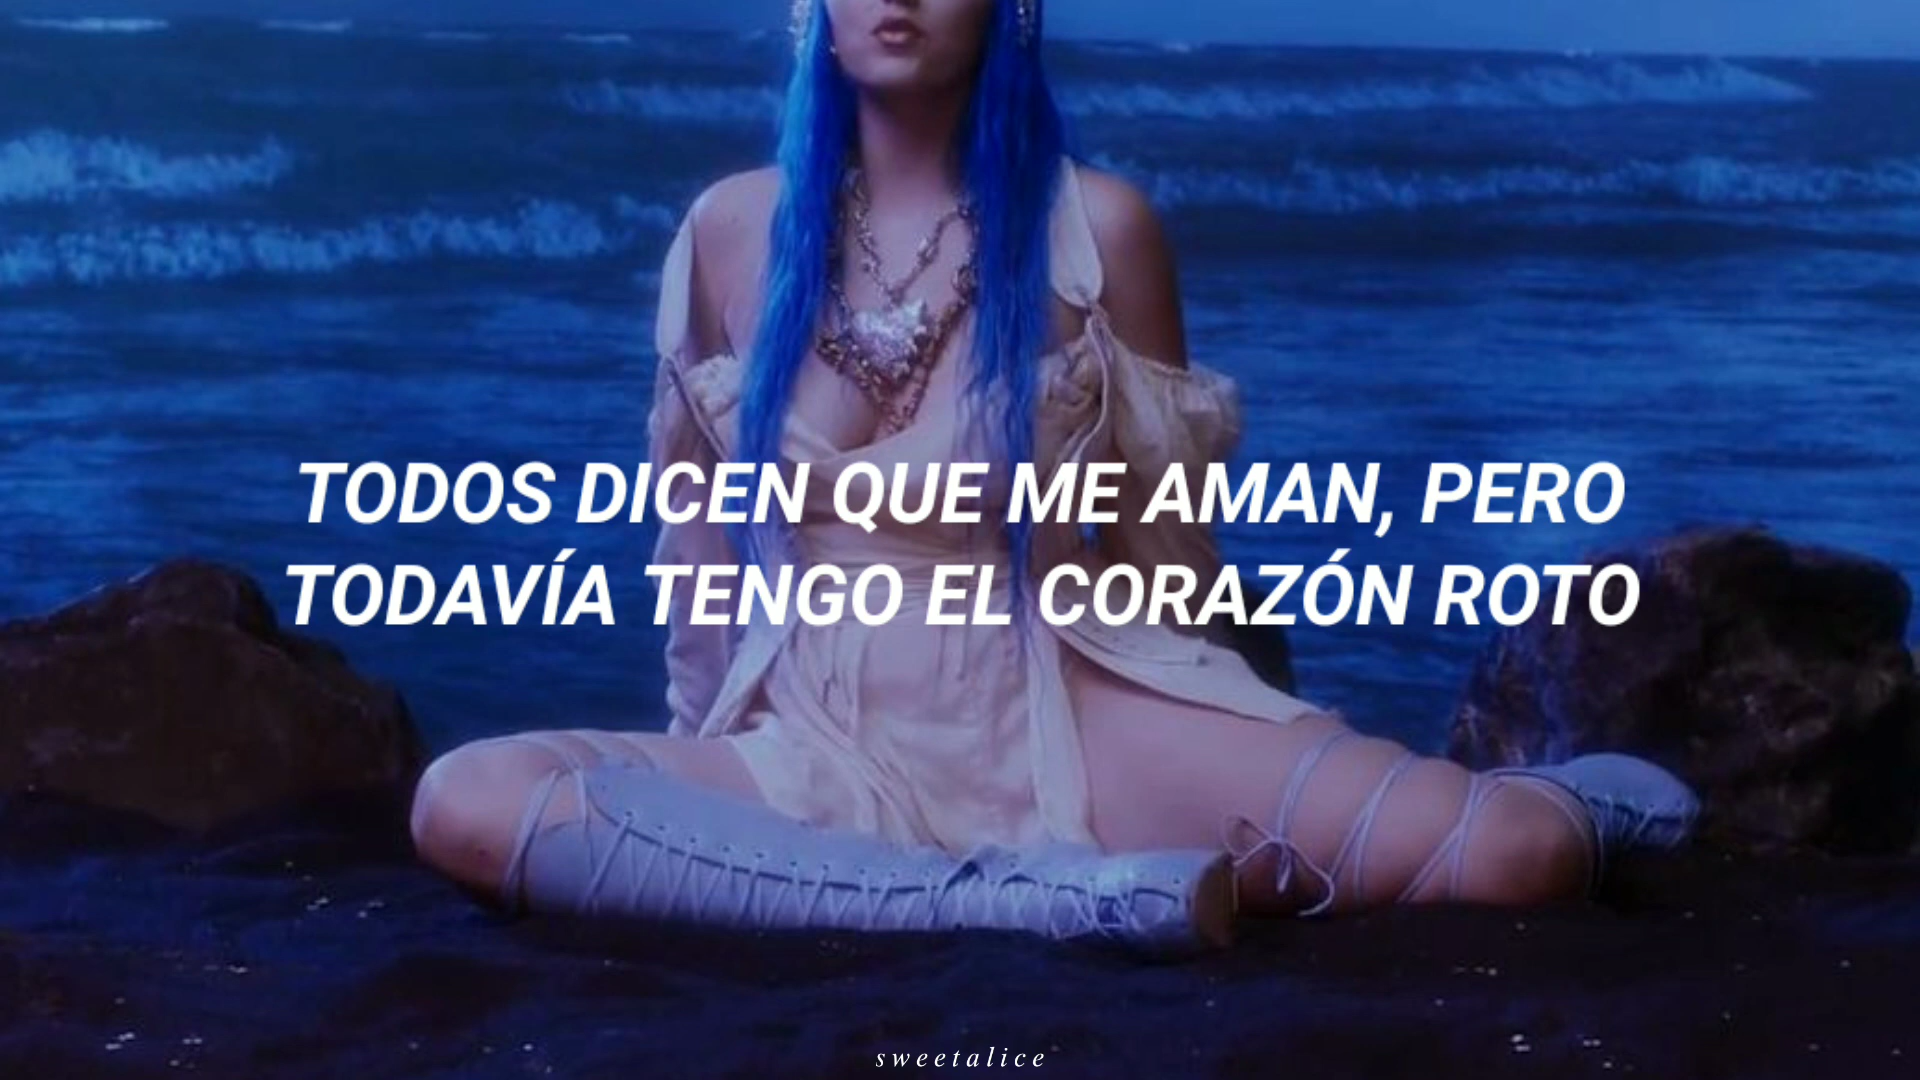 TODOS DICEN QUE ME AMAN, PERO
TODAVÍA TENGO EL CORAZÓN ROTO
sweetalice